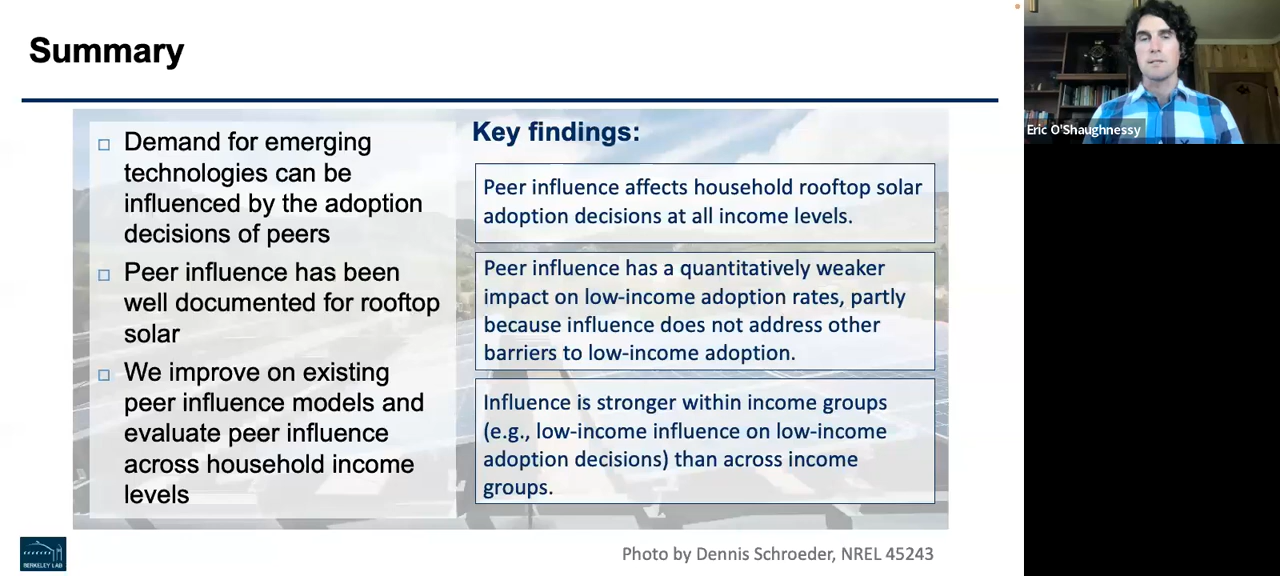 Summary
Demand for emerging
technologies can be
influenced by the adoption
decisions of peers
Peer influence has been
well documented for rooftop
solar
We improve on existing
peer influence models and
evaluate peer influence
across household income
levels
Key findings:
Peer influence affects household rooftop solar
adoption decisions at all income levels.
Peer influence has a quantitatively weaker
impact on low-income adoption rates, partly
because influence does not address other
barriers to low-income adoption.
Influence is stronger within income groups
(e.g., low-income influence on low-income
adoption decisions) than across income
groups.
BERKELEY LAB
Photo by Dennis Schroeder, NREL 45243
Eric O'Shaughnessy